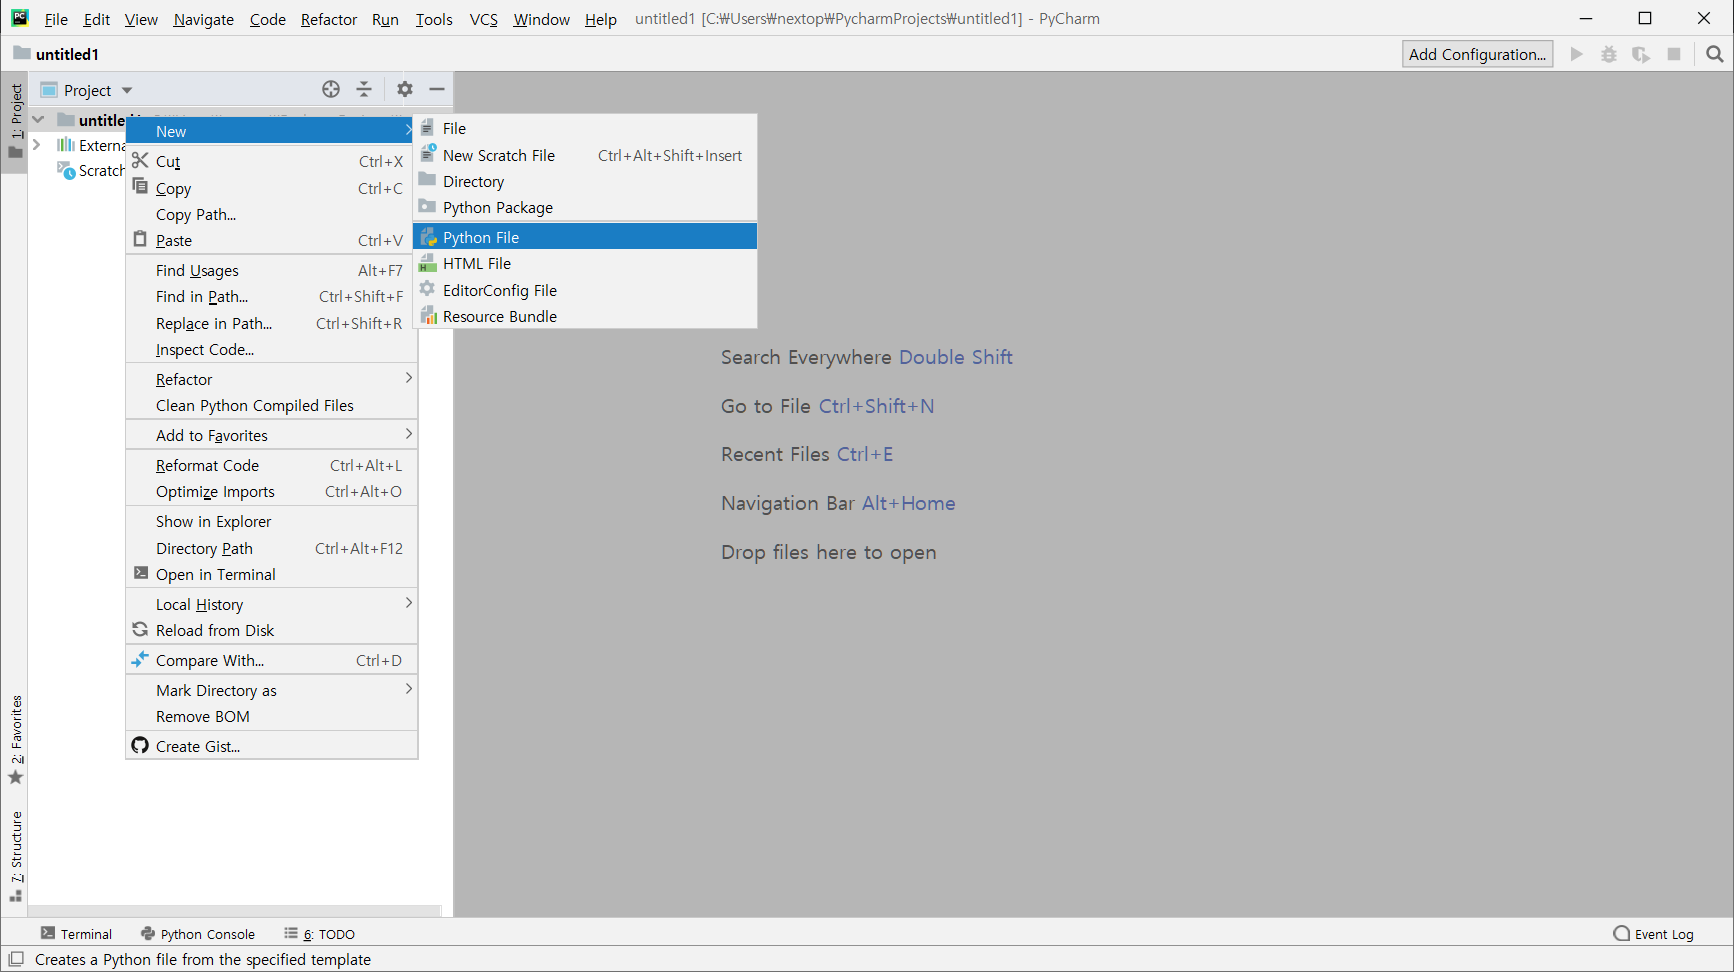 PC
File Edit View Navigate Code Refactor Run Tools VCS Window Help untitled1 [C:₩Users₩nextop₩PycharmProjects₩untitled1] - PyCharm
untitled1
Add Configuration...
1: Project
Project
New
Externa
Scratch
Cut Ctrl+X
Copy Ctrl+C
Copy Path...
Paste Ctrl+V
Find Usages Alt+F7
Find in Path... Ctrl+Shift+F
Replace in Path... Ctrl+Shift+R
Inspect Code...
Refactor
Clean Python Compiled Files
Add to Favorites
Reformat Code Ctrl+Alt+L
Optimize Imports Ctrl+Alt+O
Show in Explorer
Directory Path Ctrl+Alt+F12
Open in Terminal
Local History
Reload from Disk
Compare With... Ctrl+D
Mark Directory as
Remove BOM
Create Gist...
File
New Scratch File Ctrl+Alt+Shift+Insert
Directory
Python Package
Python File
HTML File
EditorConfig File
Resource Bundle
Search Everywhere Double Shift
Go to File Ctrl+Shift+N
Recent Files Ctrl+E
Navigation Bar Alt+Home
Drop files here to open
2: Favorites
7: Structure
Terminal Python Console 6: TODO Event Log
Creates a Python file from the specified template